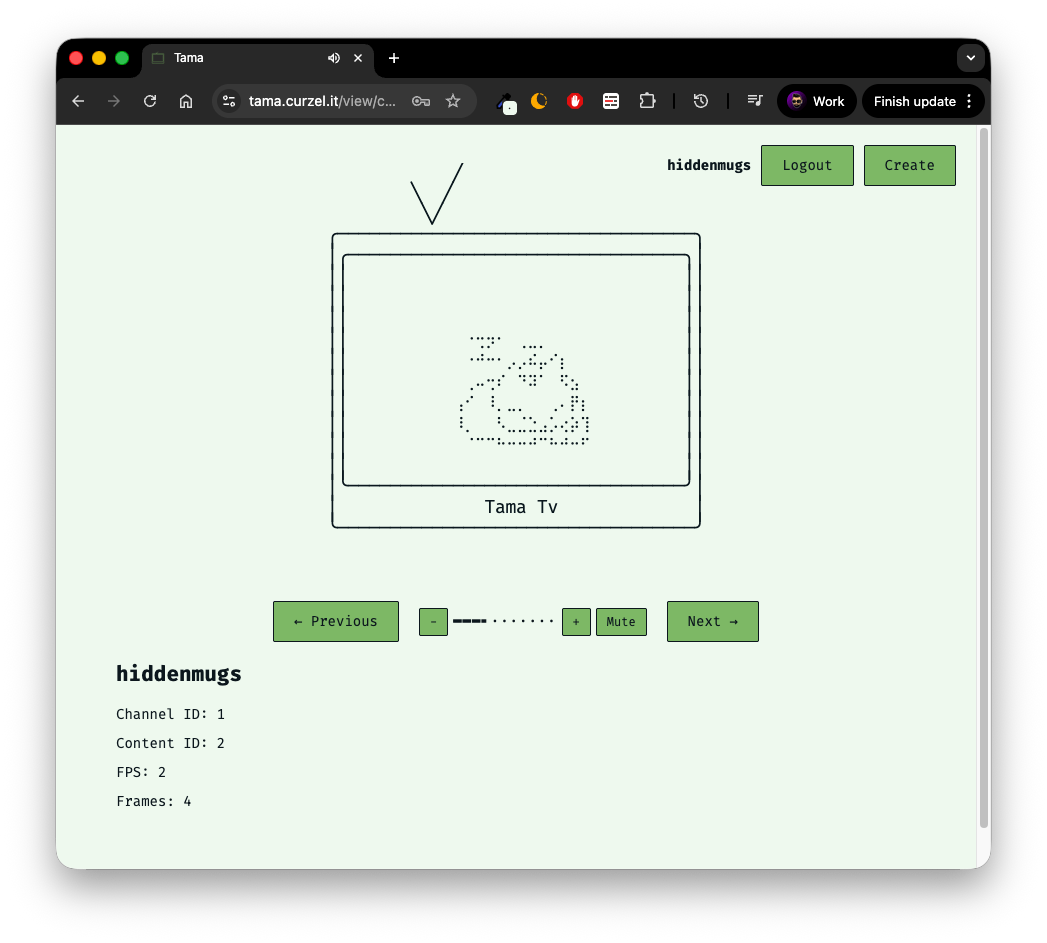 Tama
tama.curzel.it/view/c...
Work
Finish update
hiddenmugs
Logout
Create
Tama Tv
← Previous
-
+
Mute
Next →
hiddenmugs
Channel ID: 1
Content ID: 2
FPS: 2
Frames: 4